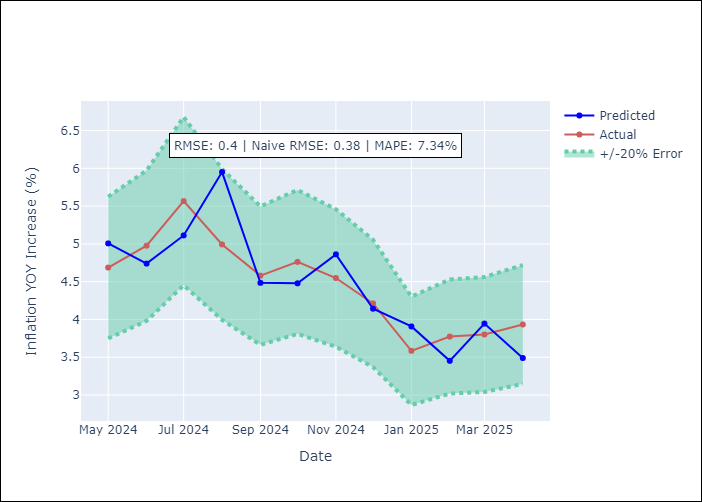 Predicted
Actual
+/-20% Error
RMSE: 0.4 | Naive RMSE: 0.38 | MAPE: 7.34%
Inflation YOY Increase (%)
6.5
6
5.5
5
4.5
4
3.5
3
May 2024 Jul 2024 Sep 2024 Nov 2024 Jan 2025 Mar 2025
Date